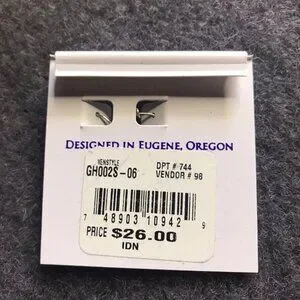 DESIGNED IN EUGENE, OREGON
VENSTYLE
GH002S-06
DPT # 744
VENDOR # 98
7 48903 10942 9
PRICE $26.00
IDN